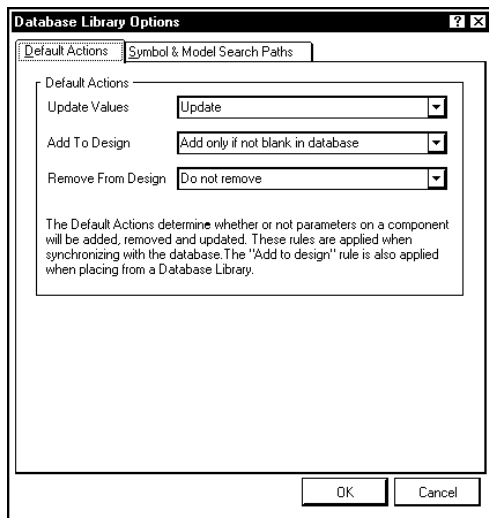 Database Library Options
Default Actions
Symbol & Model Search Paths
Default Actions
Update Values
Update
Add To Design
Add only if not blank in database
Remove From Design
Do not remove
The Default Actions determine whether or not parameters on a component
will be added, removed and updated. These rules are applied when
synchronizing with the database.The "Add to design" rule is also applied
when placing from a Database Library.
OK
Cancel